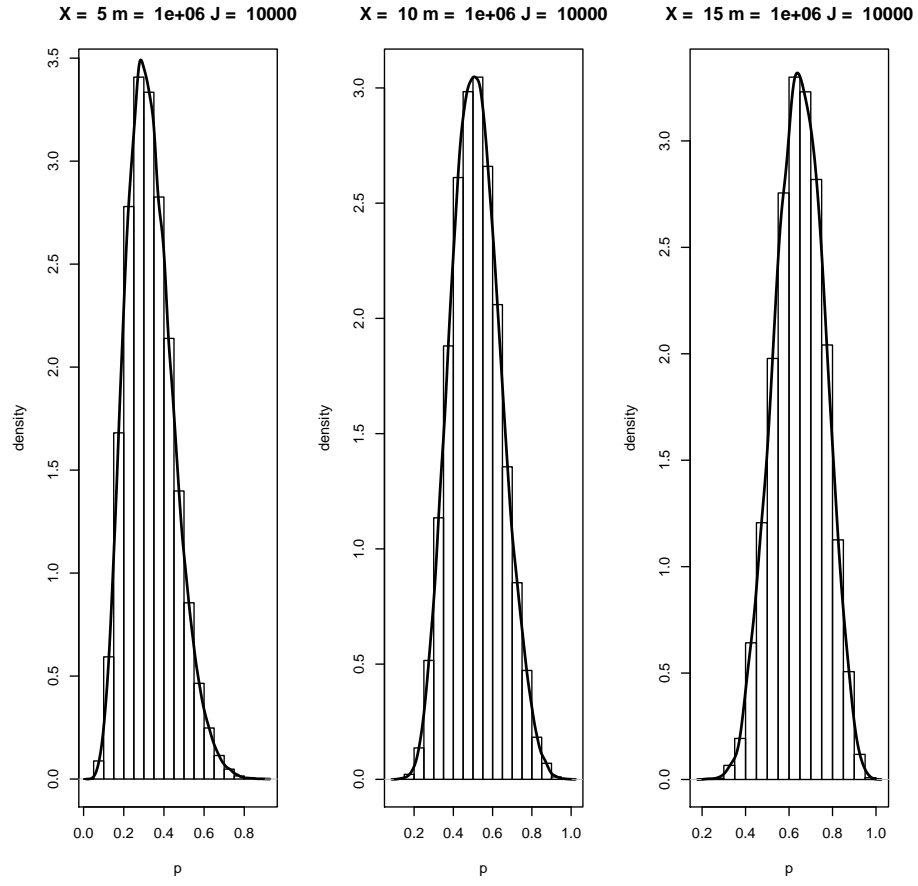 X = 5 m = 1e+06 J = 10000
density
3.5
3.0
2.5
2.0
1.5
1.0
0.5
0.0
0.0 0.2 0.4 0.6 0.8
p
X = 10 m = 1e+06 J = 10000
density
3.0
2.5
2.0
1.5
1.0
0.5
0.0
0.2 0.4 0.6 0.8 1.0
p
X = 15 m = 1e+06 J = 10000
density
3.0
2.5
2.0
1.5
1.0
0.5
0.0
0.2 0.4 0.6 0.8 1.0
p